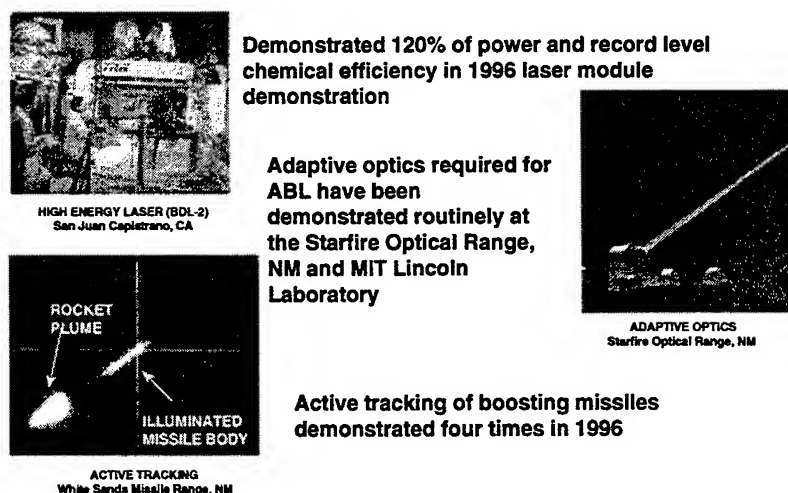 Demonstrated 120% of power and record level
chemical efficiency in 1996 laser module
demonstration
HIGH ENERGY LASER (BDL-2)
San Juan Capistrano, CA
Adaptive optics required for
ABL have been
demonstrated routinely at
the Starfire Optical Range,
NM and MIT Lincoln
Laboratory
ADAPTIVE OPTICS
Starfire Optical Range, NM
ROCKET
PLUME
ILLUMINATED
MISSILE BODY
ACTIVE TRACKING
White Sands Missile Range, NM
Active tracking of boosting missiles
demonstrated four times in 1996